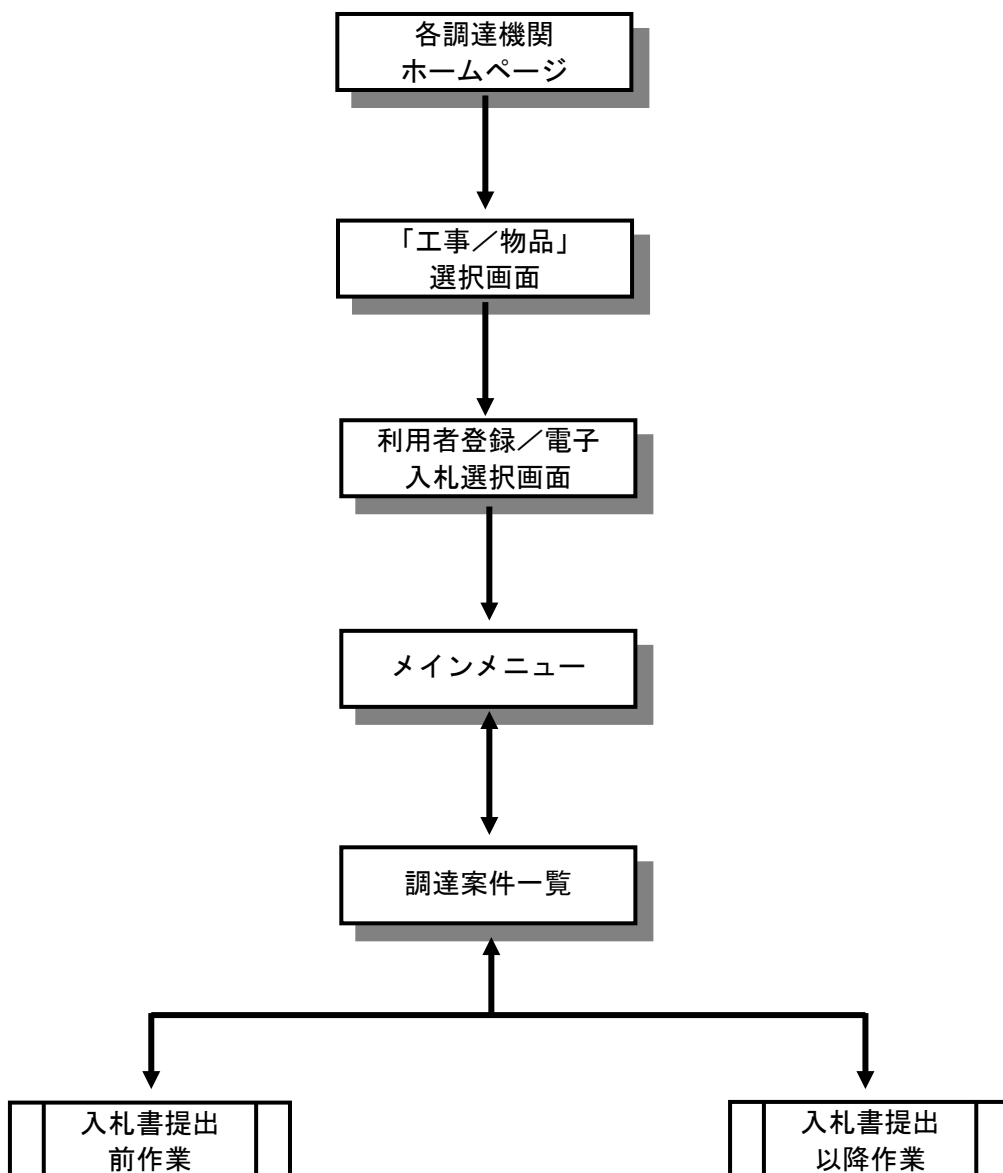 各調達機関
ホームページ
「工事／物品」
選択画面
利用者登録／電子
入札選択画面
メインメニュー
調達案件一覧
入札書提出
前作業
入札書提出
以降作業